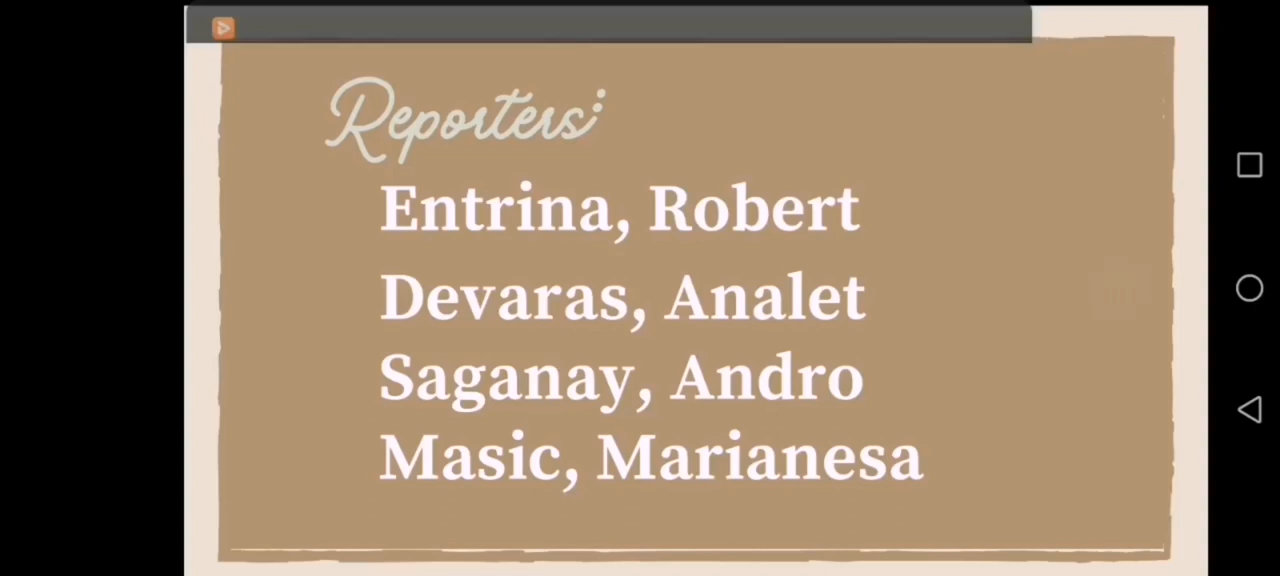 Reporters:
Entrina, Robert
Devaras, Analet
Saganay, Andro
Masic, Marianesa